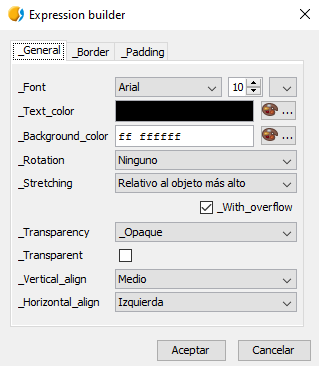 Expression builder
_General _Border _Padding
_Font Arial 10
_Text_color ...
_Background_color ff ffffff ...
_Rotation Ninguno
_Stretching Relativo al objeto más alto
_With_overflow
_Transparency _Opaque
_Transparent
_Vertical_align Medio
_Horizontal_align Izquierda
Aceptar Cancelar